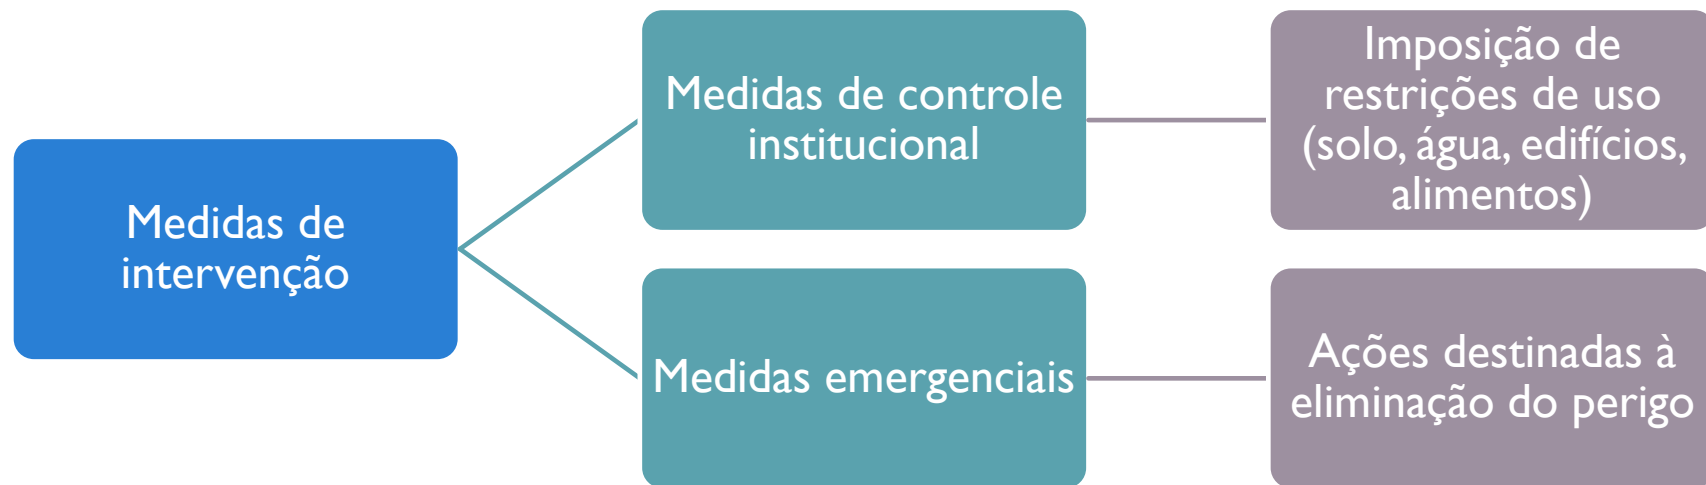 Medidas de
intervenção
Medidas de controle
institucional
Imposição de
restrições de uso
(solo, água, edifícios,
alimentos)
Medidas emergenciais
Ações destinadas à
eliminação do perigo